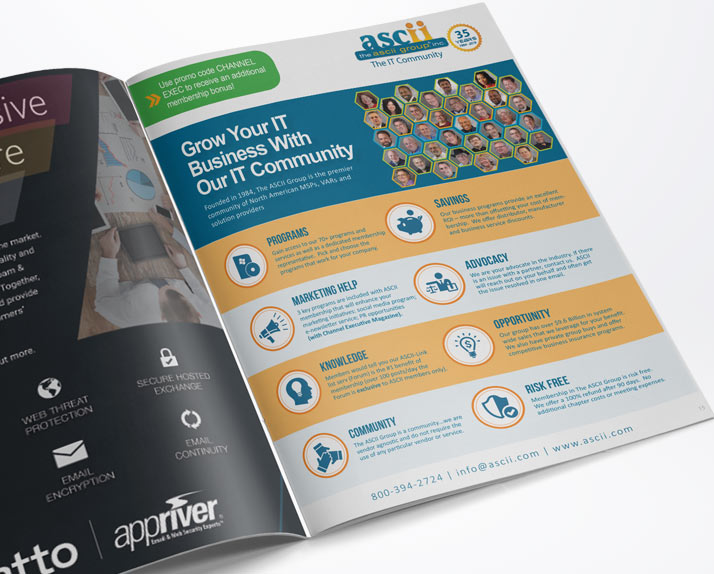 sive
re
e market.
ality and
eam &
Together,
d provide
mers'
out more.
WEB THREAT
PROTECTION
SECURE HOSTED
EXCHANGE
EMAIL
ENCRYPTION
EMAIL
CONTINUITY
atto
appriver
Email & Web Security Experts™
Use promo code CHANNEL
EXEC to receive an additional
membership bonus!
ascii
the ascii group, inc.
The IT Community
35
YEARS
Grow Your IT
Business With
Our IT Community
Founded in 1984, The ASCII Group is the premier
community of North American MSPs, VARs and
solution providers
PROGRAMS
Gain access to our 70+ programs and
services as well as a dedicated membership
representative. Pick and choose the
programs that work for your company.
SAVINGS
Our business programs provide an excellent
ROI – more than offsetting your cost of mem-
bership. We offer distributor, manufacturer
and business service discounts.
MARKETING HELP
5 key programs are included with ASCII
membership that will enhance your
marketing initiatives: social media program;
e-newsletter service; PR opportunities
(with Channel Executive Magazine).
ADVOCACY
We are your advocate in the industry. If there
is an issue with a partner, contact us. ASCII
will reach out on your behalf and often get
the issue resolved in one email.
KNOWLEDGE
Members would tell you our ASCII-Link
list serv (Forum) is the #1 benefit of
membership (over 100 posts/day the
Forum is exclusive to ASCII members only).
OPPORTUNITY
Our group has over $9.6 Billion in system
wide sales that we leverage for your benefit.
We also have private group buys and offer
competitive business insurance programs.
COMMUNITY
The ASCII Group is a community...we are
vendor agnostic and do not require the
use of any particular vendor or service.
RISK FREE
Membership in The ASCII Group is risk free.
We offer a 100% refund after 90 days. No
additional chapter costs or meeting expenses.
800-394-2724 | info@ascii.com | www.ascii.com